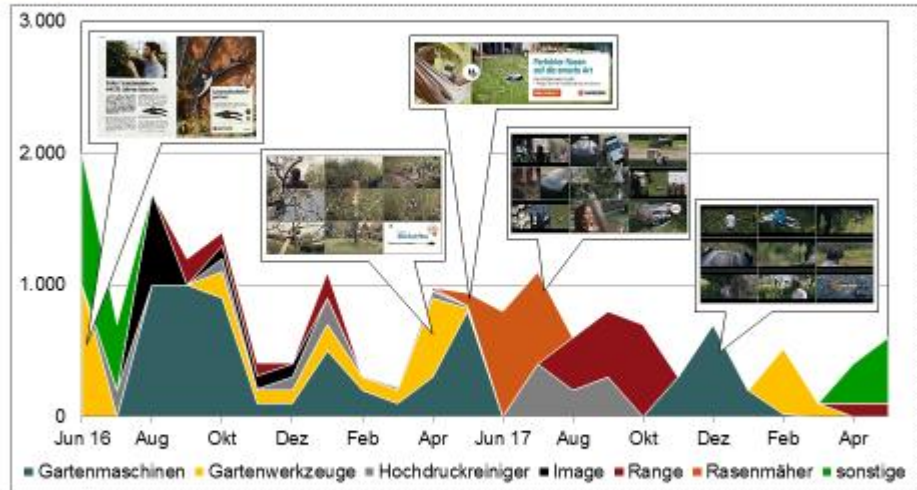 3.000
2.000
1.000
0
Perfekter Rasen
auf die smarte Art
Jun 16 Aug Okt Dez Feb Apr Jun 17 Aug Okt Dez Feb Apr
Gartenmaschinen Gartenwerkzeuge Hochdruckreiniger Image Range Rasenmäher sonstige